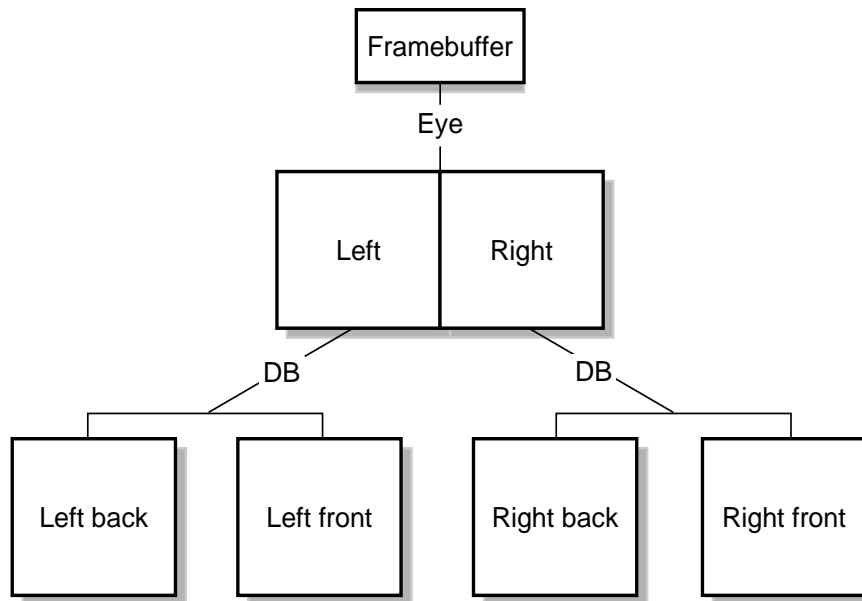 Framebuffer
Eye
Left
Right
DB
DB
Left back
Left front
Right back
Right front